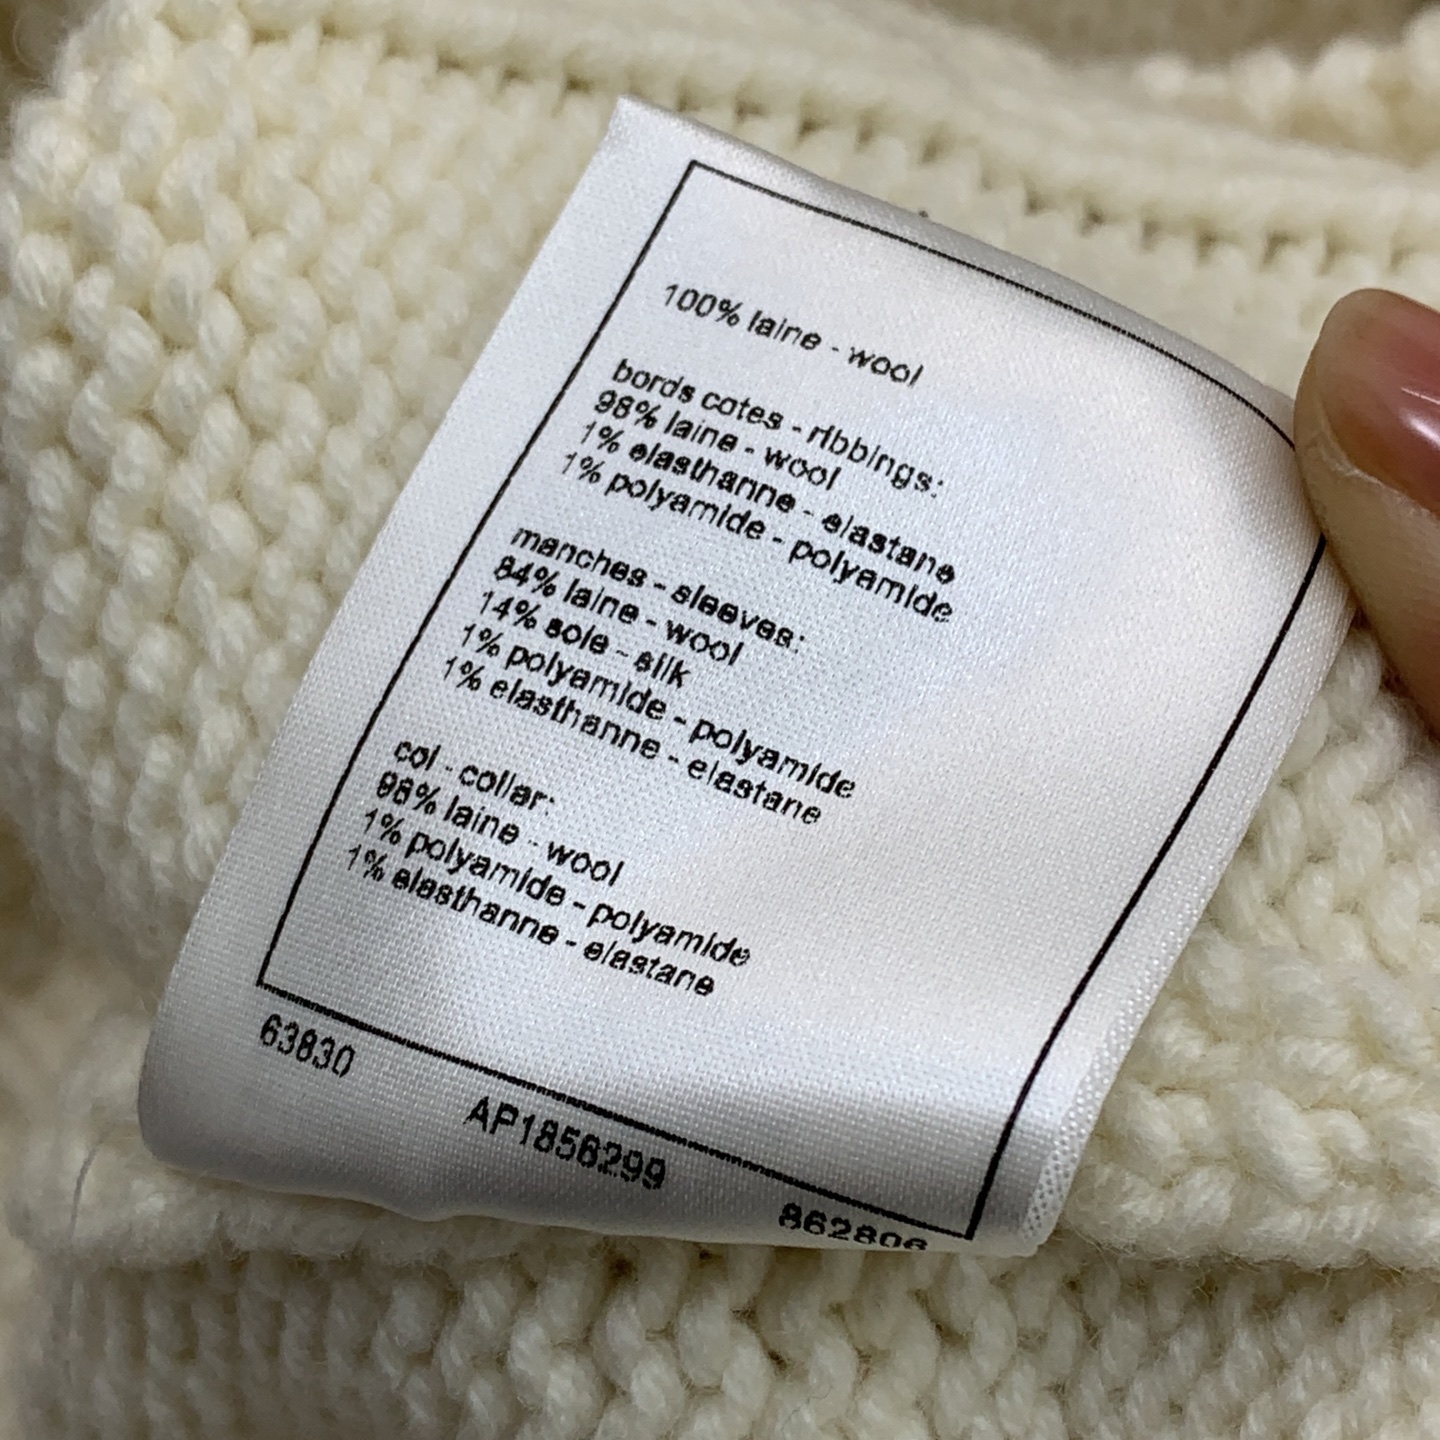 100% laine - wool
bords cotes - ribbings:
98% laine - wool
1% elasthanne - elastane
1% polyamide - polyamide
manches - sleeves:
84% laine - wool
14% soie - silk
1% polyamide - polyamide
1% elasthanne - elastane
col - collar:
98% laine - wool
1% polyamide - polyamide
1% elasthanne - elastane
63830
AP1856299
862806